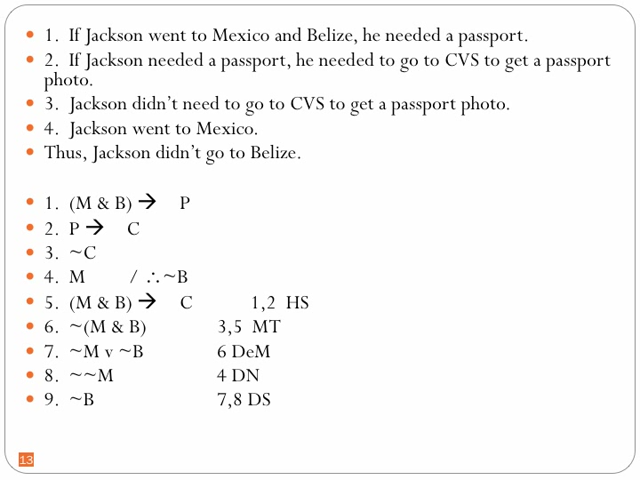 1. If Jackson went to Mexico and Belize, he needed a passport.
2. If Jackson needed a passport, he needed to go to CVS to get a passport
photo.
3. Jackson didn’t need to go to CVS to get a passport photo.
4. Jackson went to Mexico.
Thus, Jackson didn’t go to Belize.
1. (M & B) → P
2. P → C
3. ~C
4. M / ∴ ~B
5. (M & B) → C 1,2 HS
6. ~(M & B) 3,5 MT
7. ~M v ~B 6 DeM
8. ~~M 4 DN
9. ~B 7,8 DS
13